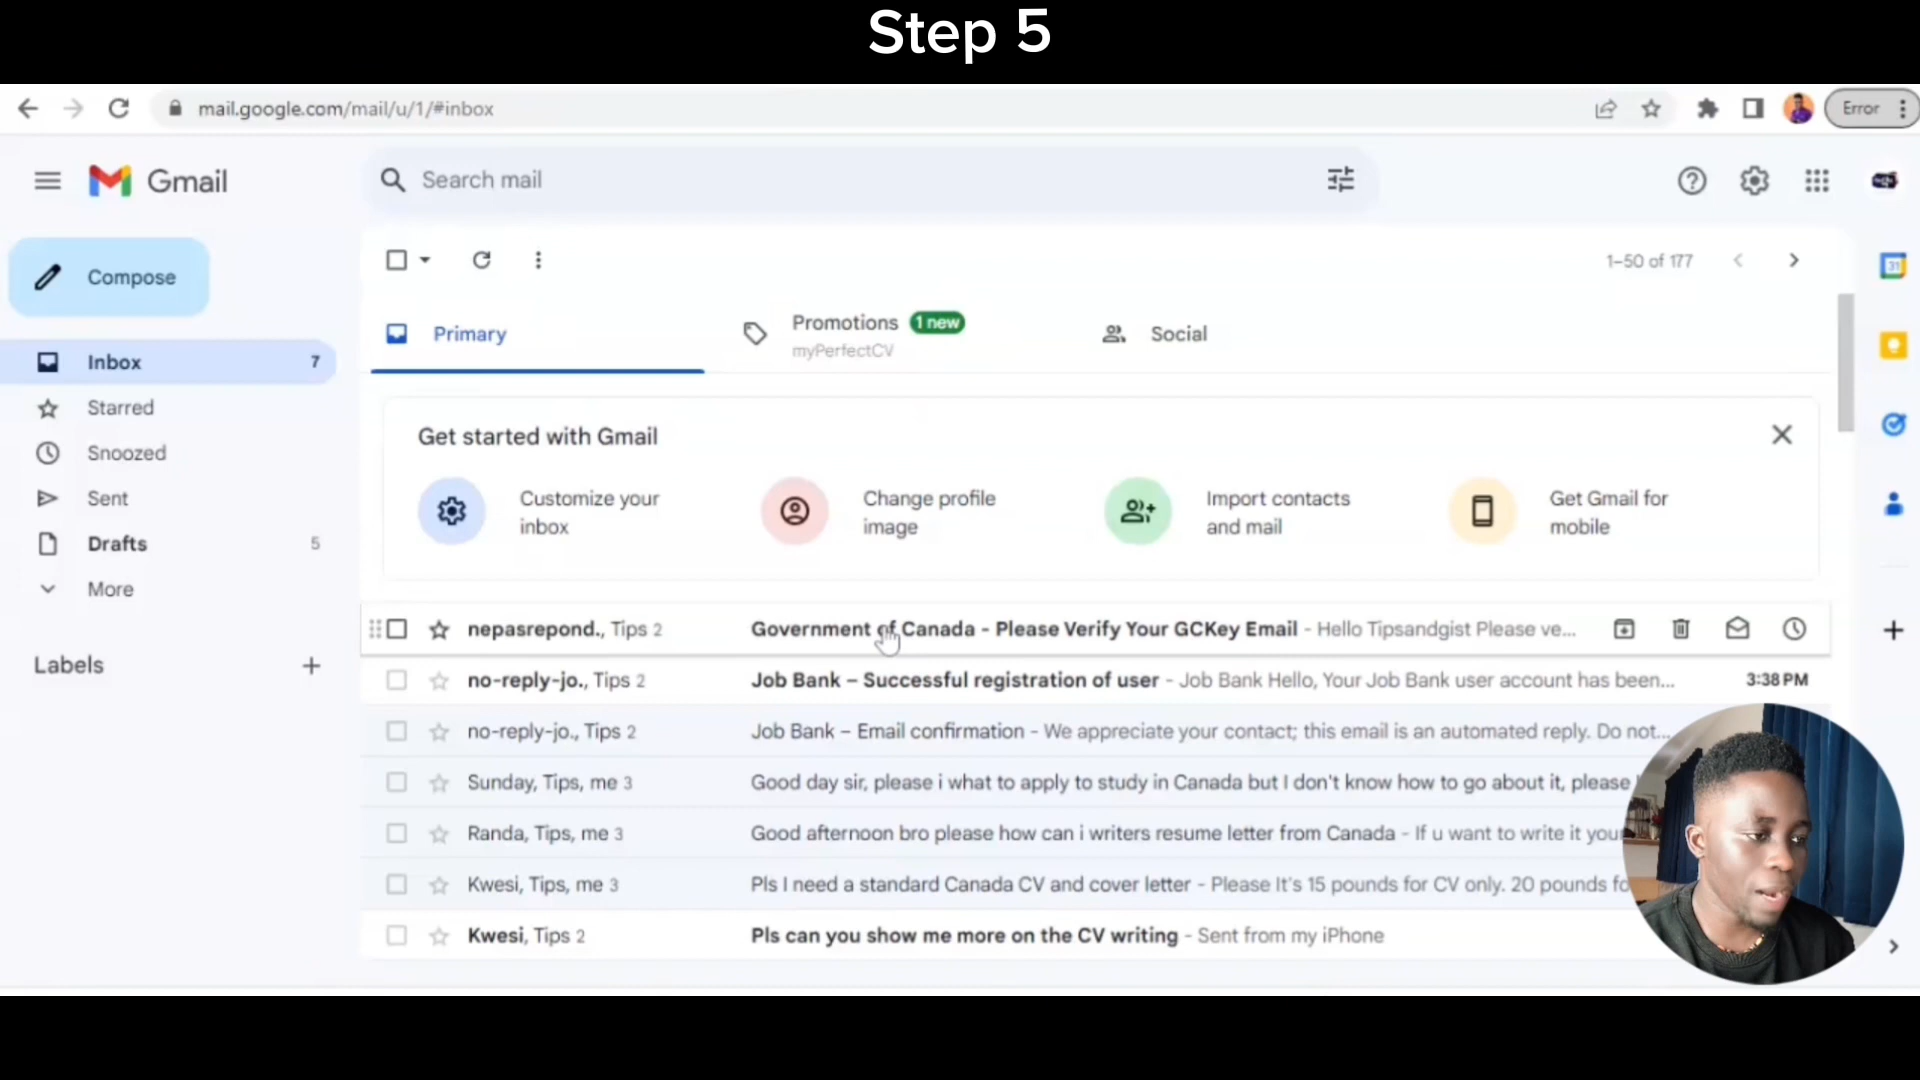 Step 5
mail.google.com/mail/u/1/#inbox
Error
Gmail
Search mail
Compose
1–50 of 177
Primary
Promotions 1 new
myPerfectCV
Social
Inbox 7
Starred
Snoozed
Sent
Drafts 5
More
Labels
Get started with Gmail
Customize your
inbox
Change profile
image
Import contacts
and mail
Get Gmail for
mobile
nepasrepond., Tips 2 Government of Canada - Please Verify Your GCKey Email - Hello Tipsandgist Please ve...
no-reply-jo., Tips 2 Job Bank – Successful registration of user - Job Bank Hello, Your Job Bank user account has been... 3:38 PM
no-reply-jo., Tips 2 Job Bank – Email confirmation - We appreciate your contact; this email is an automated reply. Do not...
Sunday, Tips, me 3 Good day sir, please i what to apply to study in Canada but I don't know how to go about it, please
Randa, Tips, me 3 Good afternoon bro please how can i writers resume letter from Canada - If u want to write it you
Kwesi, Tips, me 3 Pls I need a standard Canada CV and cover letter - Please It's 15 pounds for CV only. 20 pounds fo
Kwesi, Tips 2 Pls can you show me more on the CV writing - Sent from my iPhone
31